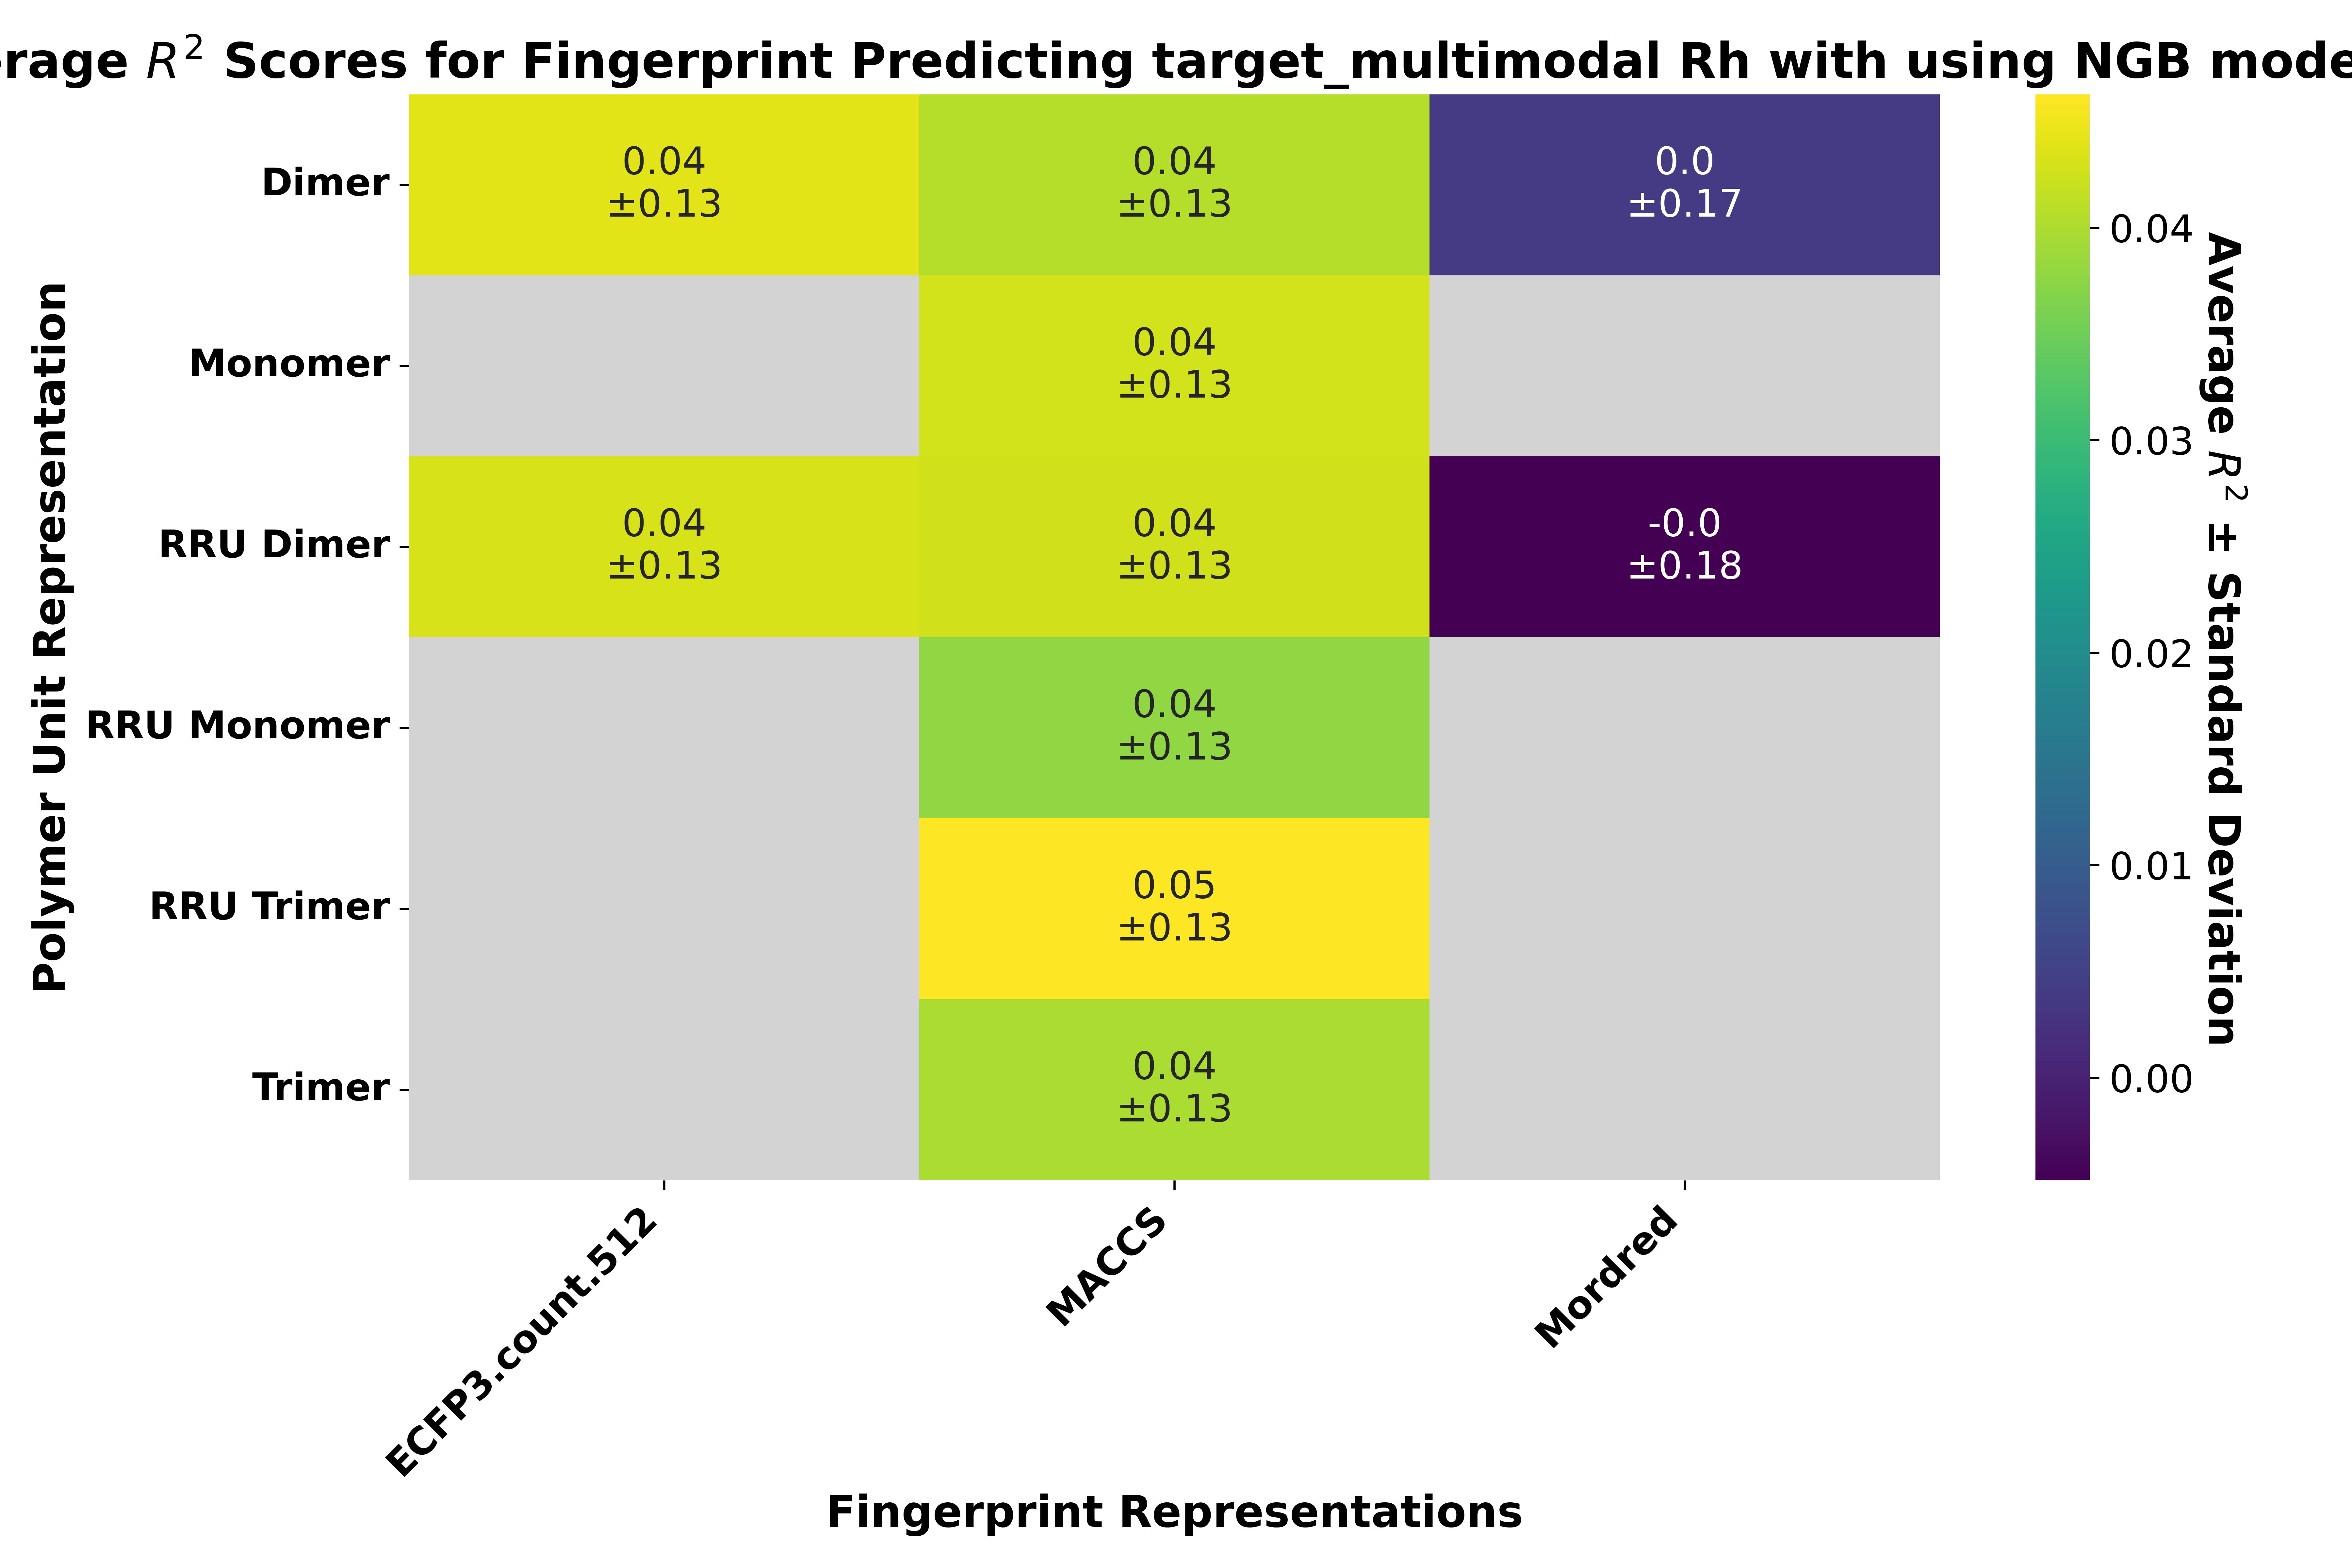 erage R² Scores for Fingerprint Predicting target_multimodal Rh with using NGB mode
Polymer Unit Representation
Dimer
0.04
±0.13
0.04
±0.13
0.0
±0.17
Monomer
0.04
±0.13
RRU Dimer
0.04
±0.13
0.04
±0.13
-0.0
±0.18
RRU Monomer
0.04
±0.13
RRU Trimer
0.05
±0.13
Trimer
0.04
±0.13
ECFP3.count.512
MACCS
Mordred
Fingerprint Representations
0.04
0.03
0.02
0.01
0.00
Average R² ± Standard Deviation